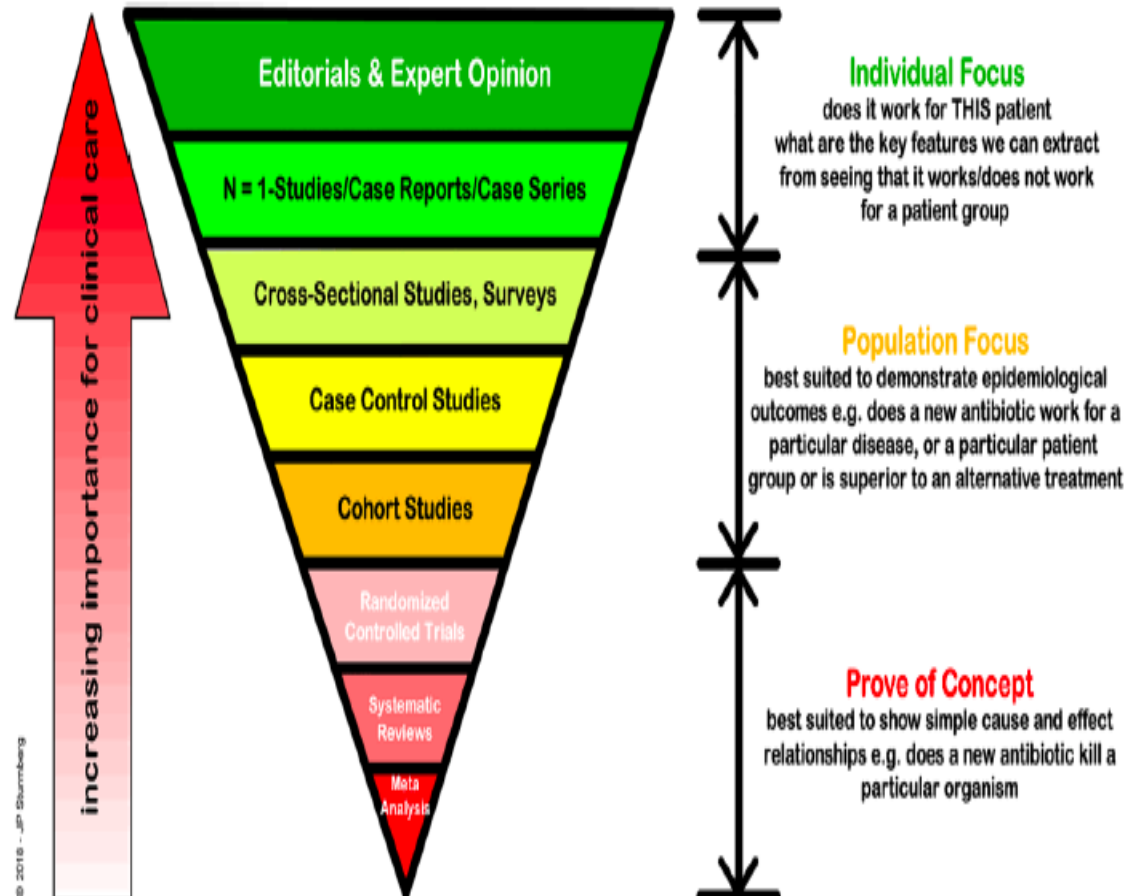 increasing importance for clinical care
© 2018 - JP Sturmberg
Editorials & Expert Opinion
N = 1-Studies/Case Reports/Case Series
Cross-Sectional Studies, Surveys
Case Control Studies
Cohort Studies
Randomized
Controlled Trials
Systematic
Reviews
Meta
Analysis
Individual Focus
does it work for THIS patient
what are the key features we can extract
from seeing that it works/does not work
for a patient group
Population Focus
best suited to demonstrate epidemiological
outcomes e.g. does a new antibiotic work for a
particular disease, or a particular patient
group or is superior to an alternative treatment
Prove of Concept
best suited to show simple cause and effect
relationships e.g. does a new antibiotic kill a
particular organism